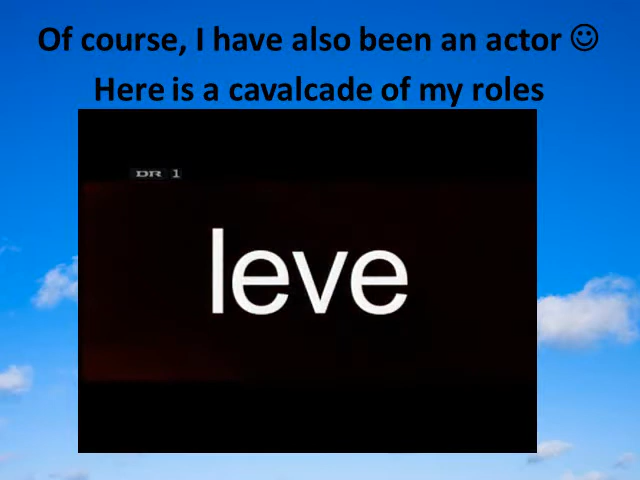 Of course, I have also been an actor ☺
Here is a cavalcade of my roles
DR 1
leve